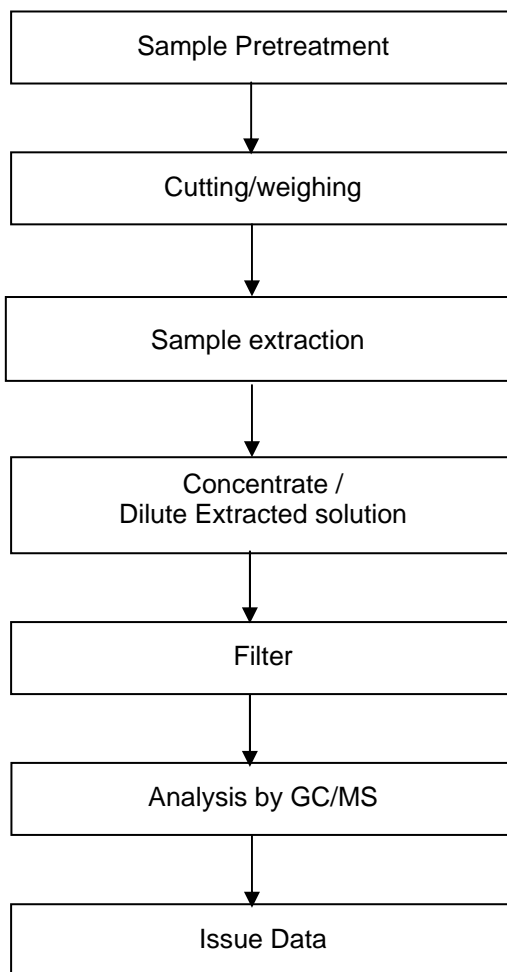 Sample Pretreatment
Cutting/weighing
Sample extraction
Concentrate /
Dilute Extracted solution
Filter
Analysis by GC/MS
Issue Data